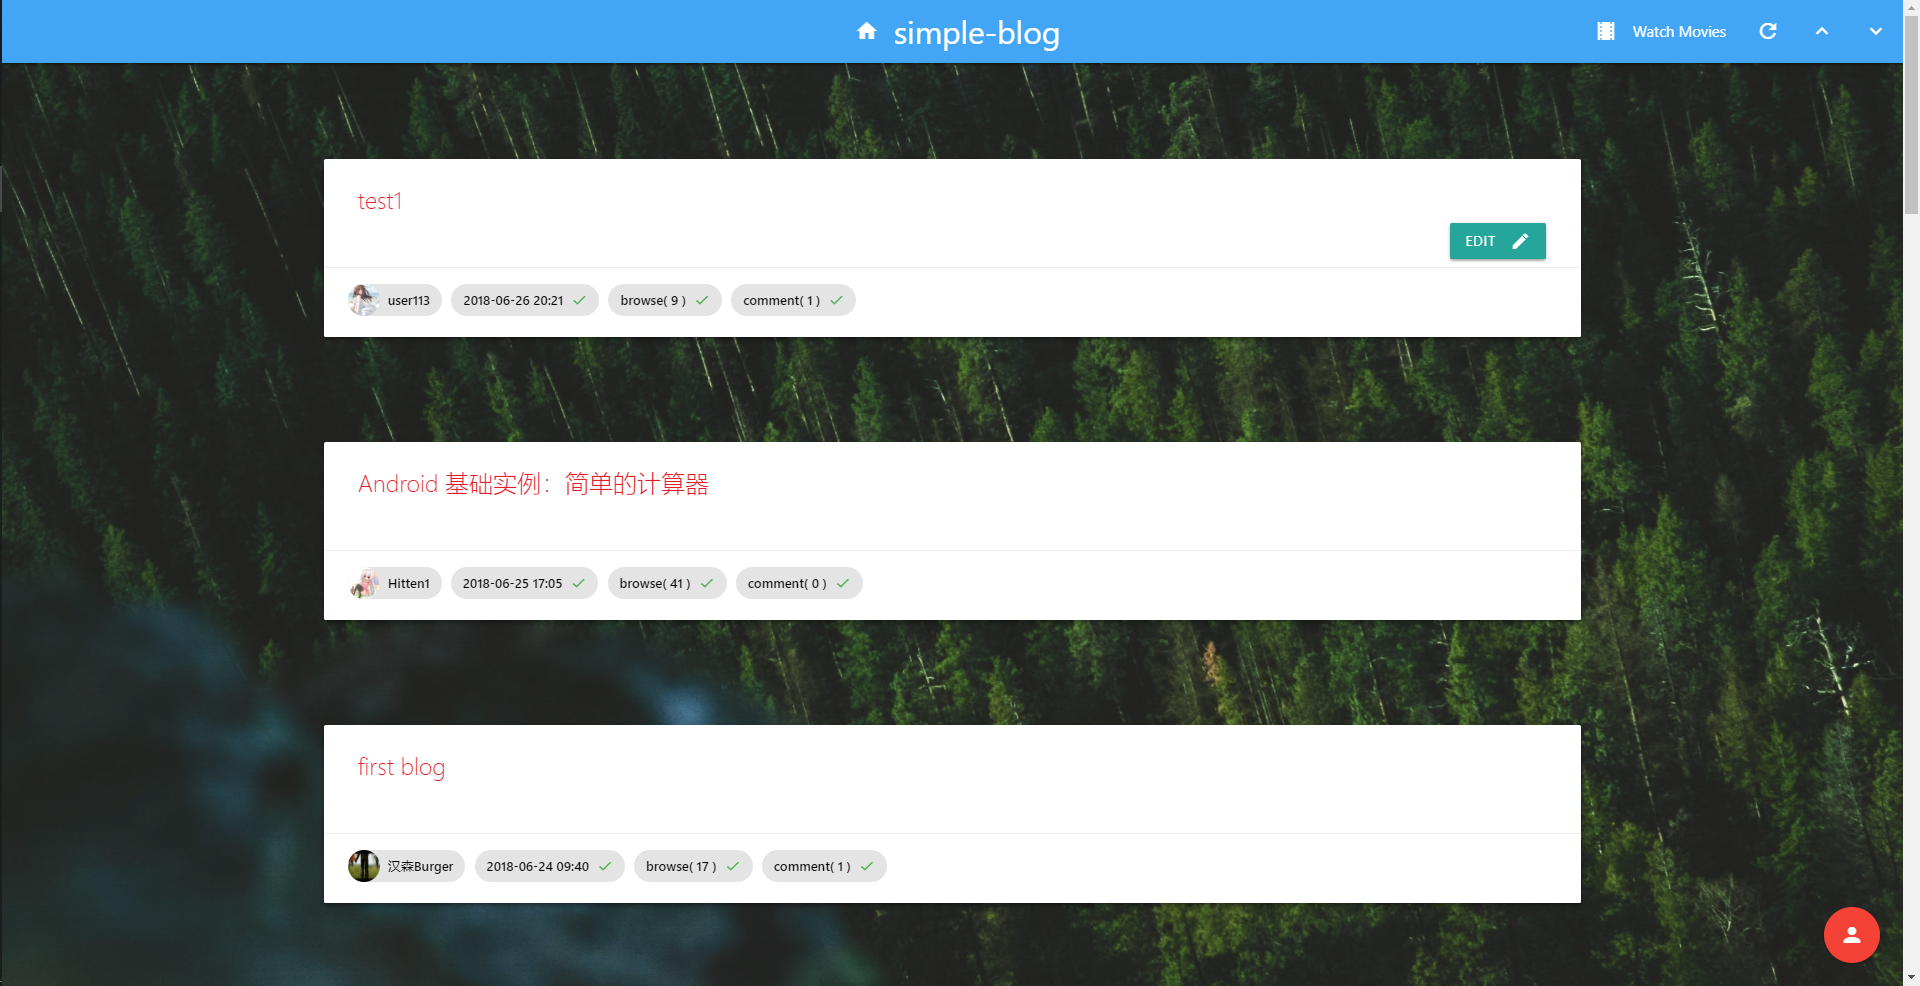 simple-blog
Watch Movies
test1
EDIT
user113 2018-06-26 20:21 browse( 9 ) comment( 1 )
Android 基础实例：简单的计算器
Hitten1 2018-06-25 17:05 browse( 41 ) comment( 0 )
first blog
汉森Burger 2018-06-24 09:40 browse( 17 ) comment( 1 )